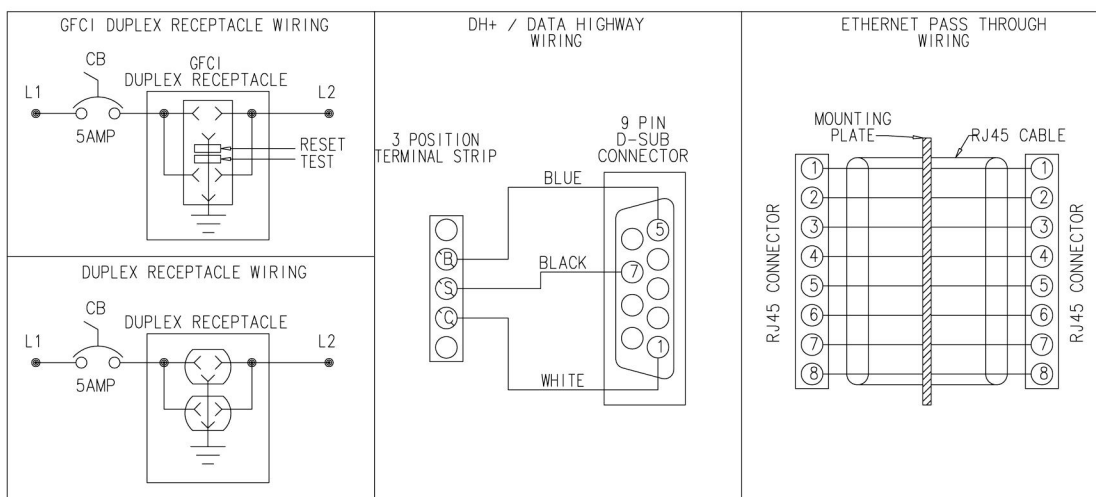 GFCI DUPLEX RECEPTACLE WIRING
CB
GFCI
DUPLEX RECEPTACLE
L1
L2
5AMP
RESET
TEST
DUPLEX RECEPTACLE WIRING
CB
DUPLEX RECEPTACLE
L1
L2
5AMP
DH+ / DATA HIGHWAY
WIRING
3 POSITION
TERMINAL STRIP
9 PIN
D-SUB
CONNECTOR
BLUE
BLACK
WHITE
B
S
C
5
7
1
ETHERNET PASS THROUGH
WIRING
MOUNTING
PLATE
RJ45 CABLE
RJ45 CONNECTOR
1
2
3
4
5
6
7
8
1
2
3
4
5
6
7
8
RJ45 CONNECTOR